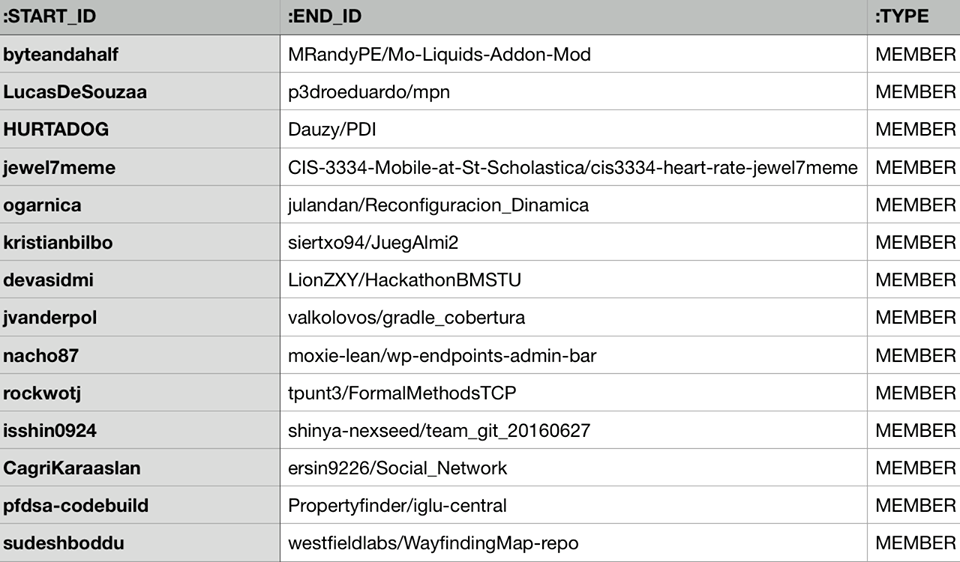 :START_ID :END_ID :TYPE
byteandahalf MRandyPE/Mo-Liquids-Addon-Mod MEMBER
LucasDeSouzaa p3droeduardo/mpn MEMBER
HURTADOG Dauzy/PDI MEMBER
jewel7meme CIS-3334-Mobile-at-St-Scholastica/cis3334-heart-rate-jewel7meme MEMBER
ogarnica julandan/Reconfiguracion_Dinamica MEMBER
kristianbilbo siertxo94/JuegAlmi2 MEMBER
devasidmi LionZXY/HackathonBMSTU MEMBER
jvanderpol valkolovos/gradle_cobertura MEMBER
nacho87 moxie-lean/wp-endpoints-admin-bar MEMBER
rockwotj tpunt3/FormalMethodsTCP MEMBER
isshin0924 shinya-nexseed/team_git_20160627 MEMBER
CagriKaraaslan ersin9226/Social_Network MEMBER
pfdsa-codebuild Propertyfinder/iglu-central MEMBER
sudeshboddu westfieldlabs/WayfindingMap-repo MEMBER